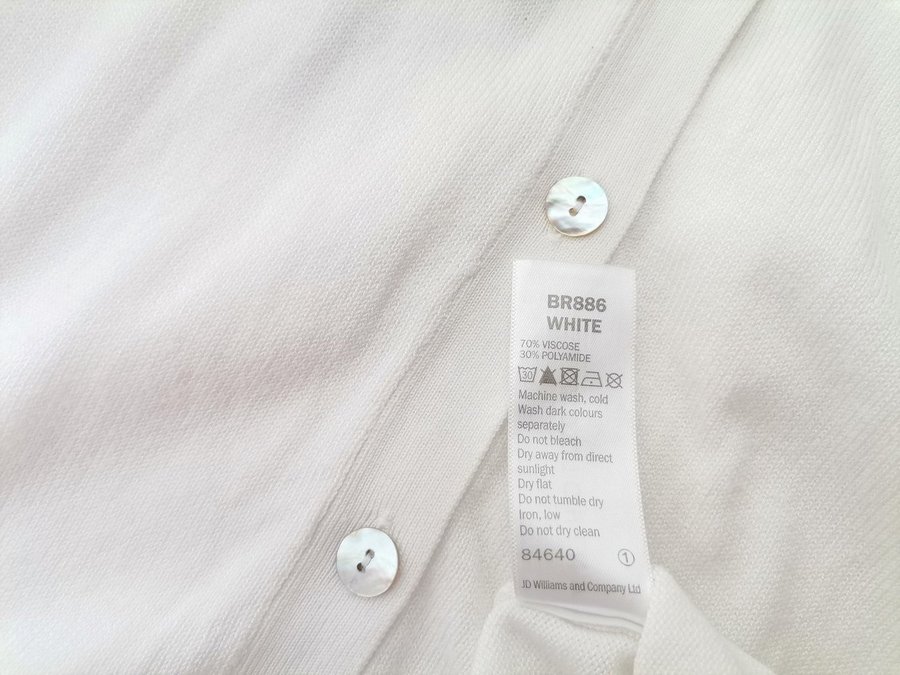 BR886
WHITE
70% VISCOSE
30% POLYAMIDE
30
Machine wash, cold
Wash dark colours
separately
Do not bleach
Dry away from direct
sunlight
Dry flat
Do not tumble dry
Iron, low
Do not dry clean
84640 1
JD Williams and Company Ltd